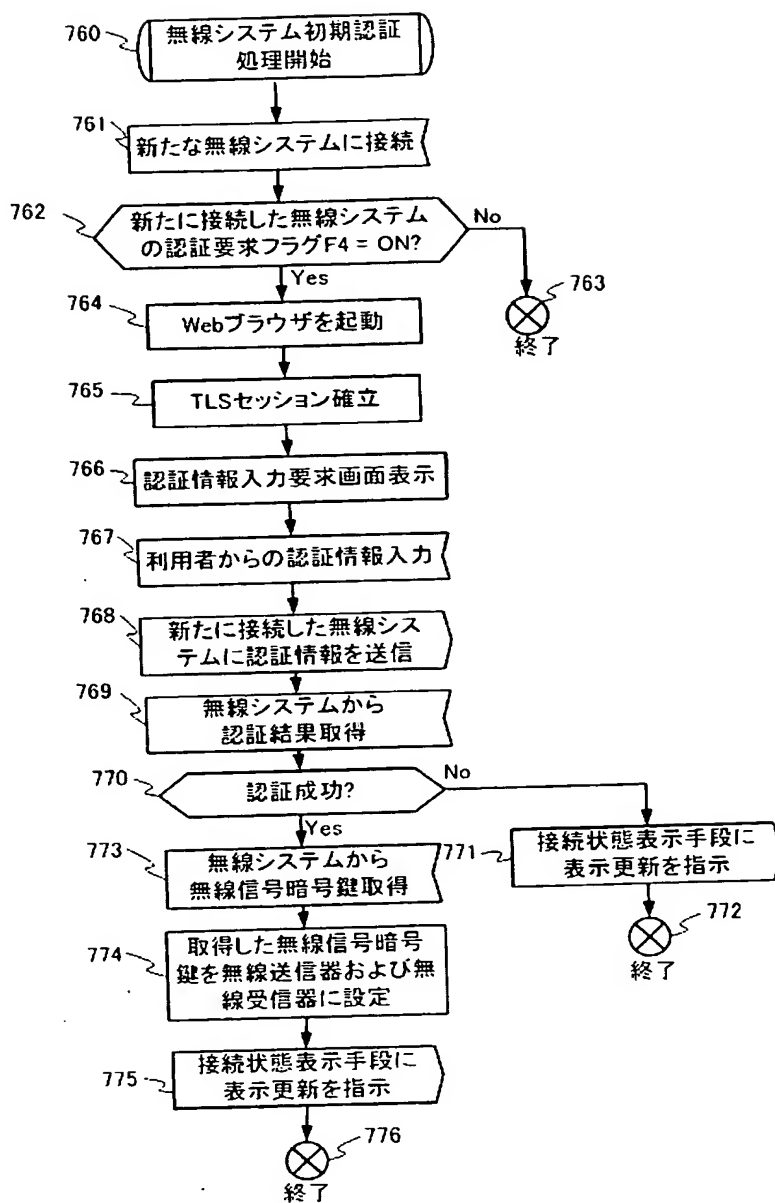 760
無線システム初期認証
処理開始
761
新たな無線システムに接続
762
新たに接続した無線システム
の認証要求フラグF4 = ON?
No
Yes
763
終了
764
Webブラウザを起動
765
TLSセッション確立
766
認証情報入力要求画面表示
767
利用者からの認証情報入力
768
新たに接続した無線シス
テムに認証情報を送信
769
無線システムから
認証結果取得
770
認証成功?
No
Yes
771
接続状態表示手段に
表示更新を指示
772
終了
773
無線システムから
無線信号暗号鍵取得
774
取得した無線信号暗号
鍵を無線送信器および無
線受信器に設定
775
接続状態表示手段に
表示更新を指示
776
終了